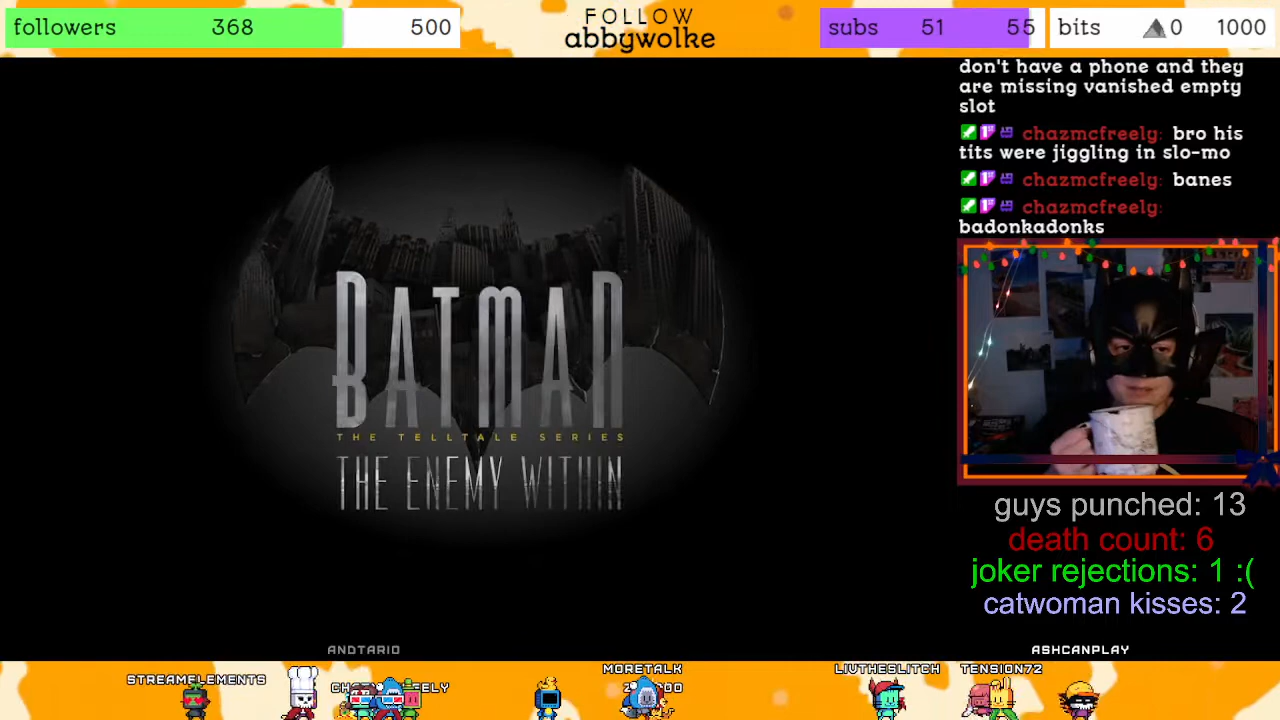 followers 368 500
FOLLOW
abbywolke
subs 51 55
bits 0 1000
don't have a phone and they
are missing vanished empty
slot
chazmcfreely: bro his
tits were jiggling in slo-mo
chazmcfreely: banes
chazmcfreely:
badonkadonks
BATMAN
THE TELLTALE SERIES
THE ENEMY WITHIN
guys punched: 13
death count: 6
joker rejections: 1 :(
catwoman kisses: 2
ANDTARIO
ASHCANPLAY
STREAMELEMENTS
MORETALK
LIVTHESLITCH
TENSION72